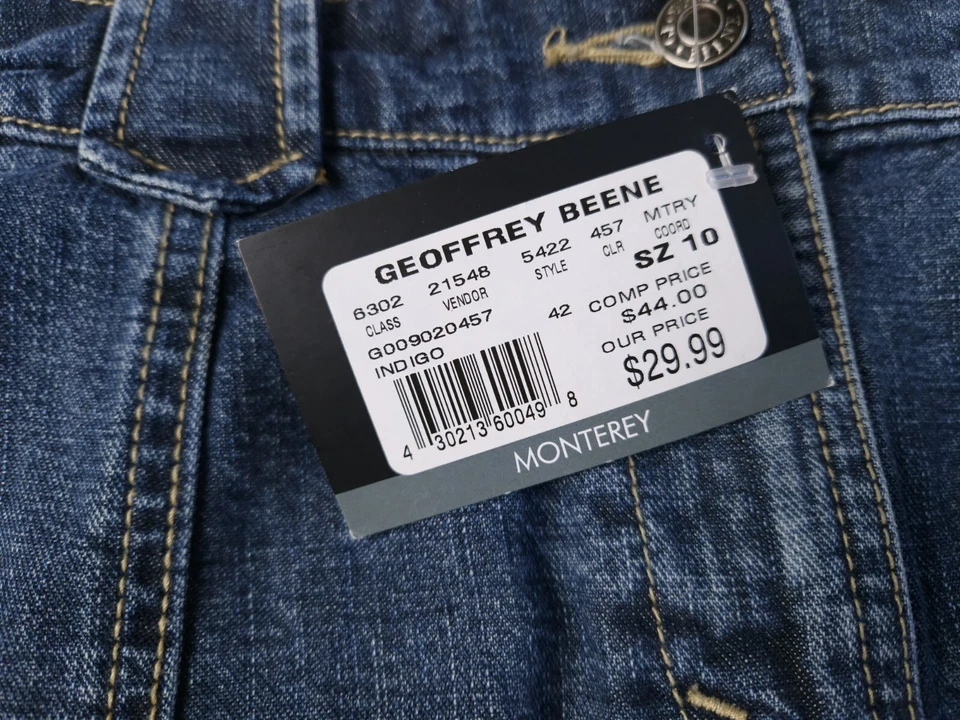 GEOFFREY BEENE
6302 21548 5422 457 MTRY
CLASS VENDOR STYLE CLR COORD
G009020457 42 SZ 10
INDIGO COMP PRICE
$44.00
OUR PRICE
$29.99
4 30213 60049 8
MONTEREY